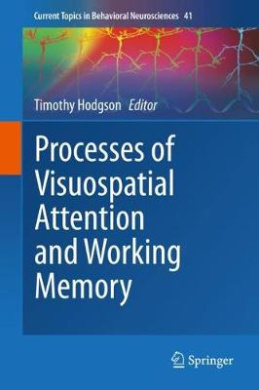 Current Topics in Behavioral Neurosciences 41
Timothy Hodgson Editor
Processes of
Visuospatial
Attention
and Working
Memory
Springer